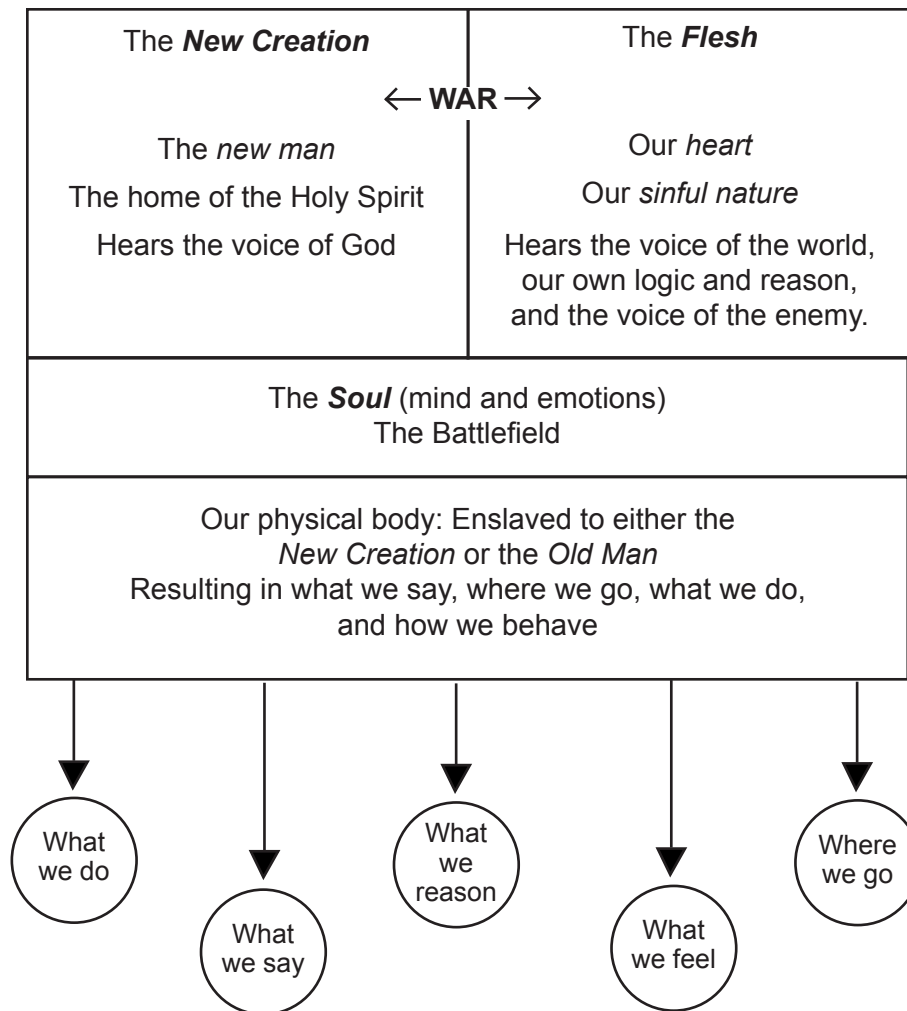 The New Creation
The Flesh
← WAR →
The new man
The home of the Holy Spirit
Hears the voice of God
Our heart
Our sinful nature
Hears the voice of the world,
our own logic and reason,
and the voice of the enemy.
The Soul (mind and emotions)
The Battlefield
Our physical body: Enslaved to either the
New Creation or the Old Man
Resulting in what we say, where we go, what we do,
and how we behave
What
we do
What
we say
What
we
reason
What
we feel
Where
we go